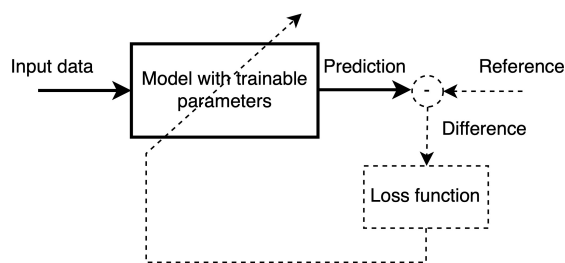 Input data
Model with trainable
parameters
Prediction
-
Reference
Difference
Loss function